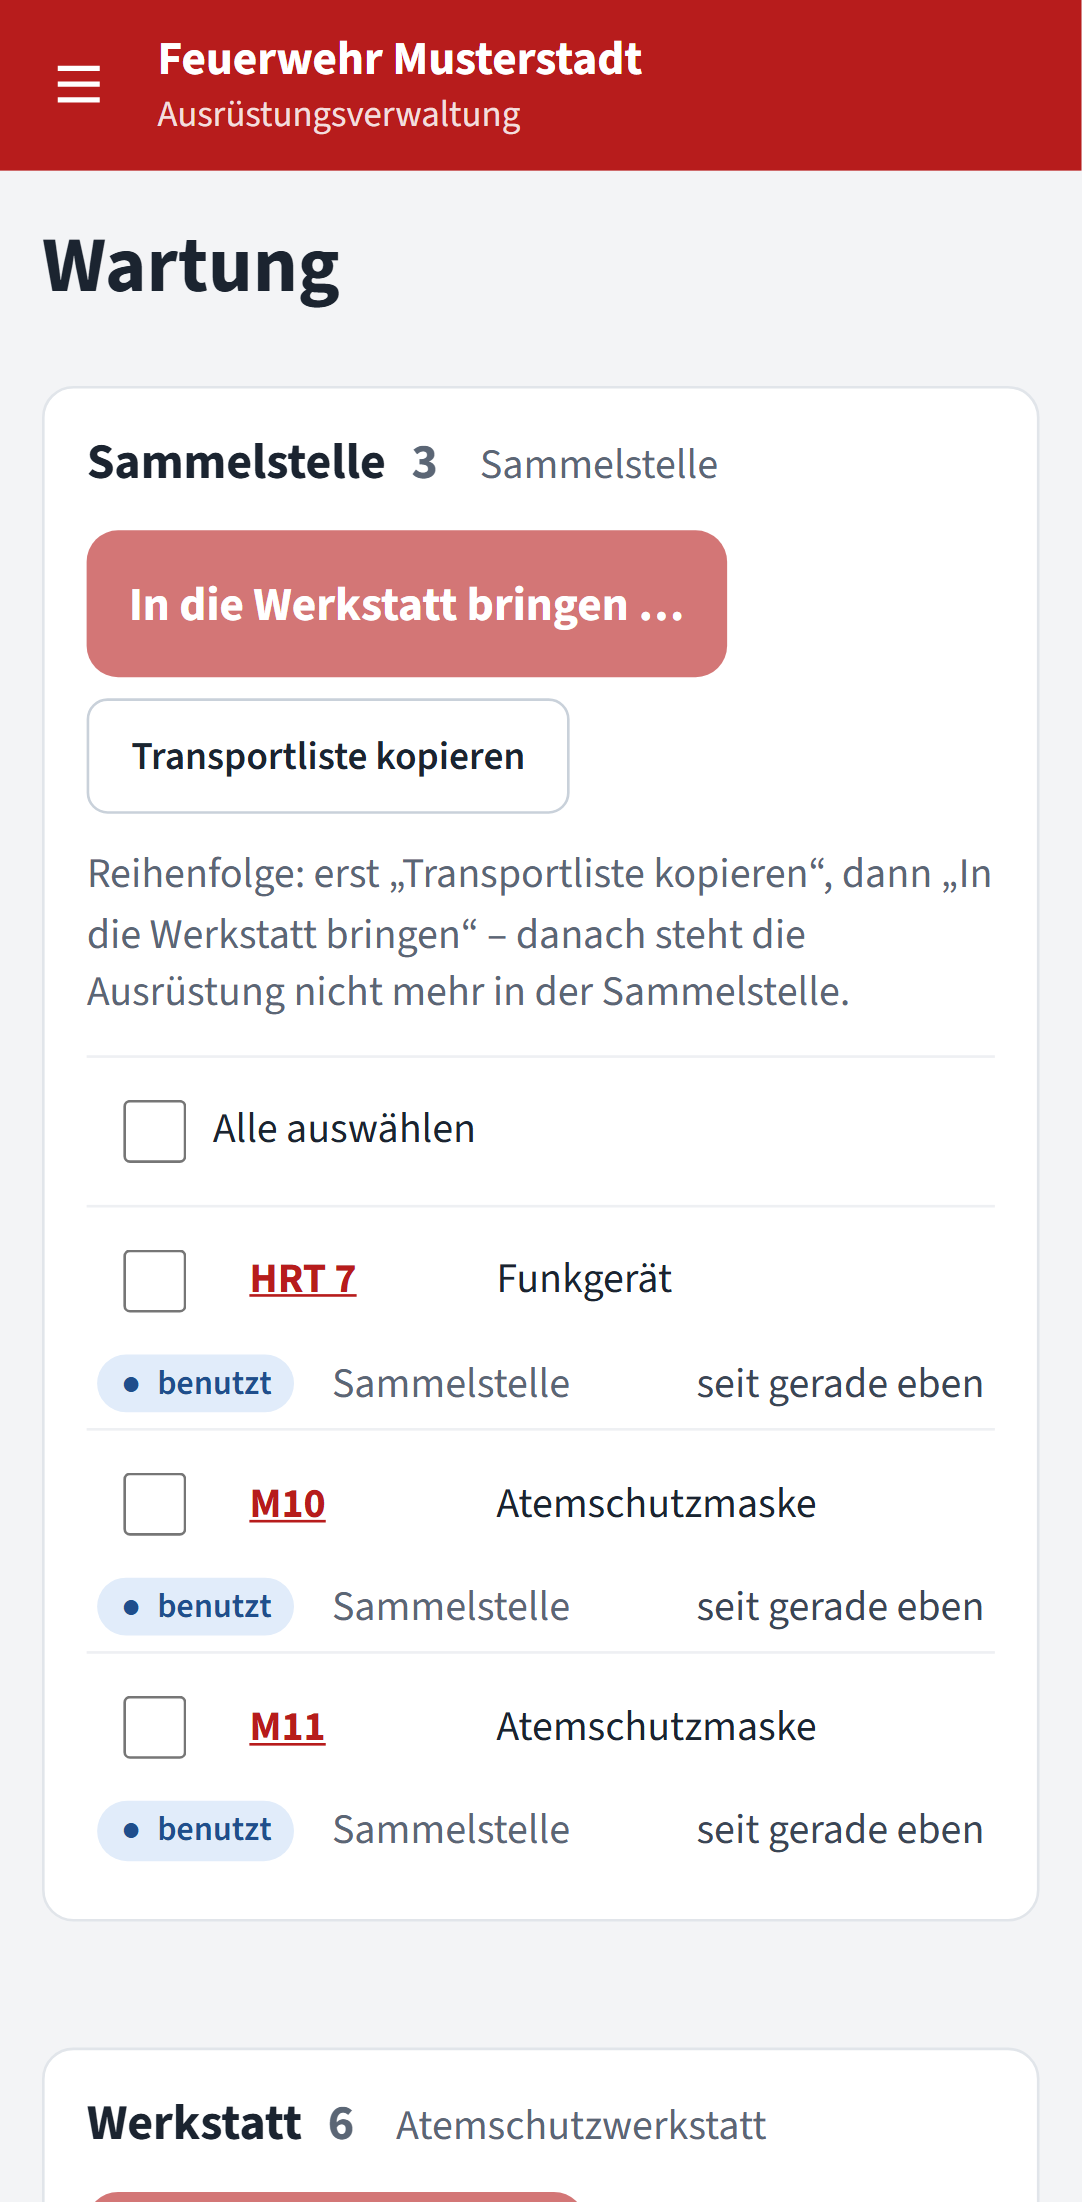 Feuerwehr Musterstadt
Ausrüstungsverwaltung
Wartung
Sammelstelle 3 Sammelstelle
In die Werkstatt bringen …
Transportliste kopieren
Reihenfolge: erst „Transportliste kopieren“, dann „In
die Werkstatt bringen“ – danach steht die
Ausrüstung nicht mehr in der Sammelstelle.
Alle auswählen
HRT 7 Funkgerät
benutzt Sammelstelle seit gerade eben
M10 Atemschutzmaske
benutzt Sammelstelle seit gerade eben
M11 Atemschutzmaske
benutzt Sammelstelle seit gerade eben
Werkstatt 6 Atemschutzwerkstatt